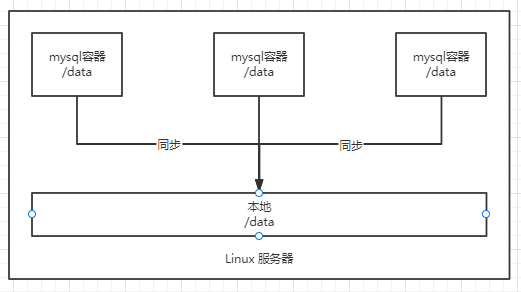 mysql容器 mysql容器 mysql容器
/data /data /data
同步 同步
本地
/data
Linux 服务器